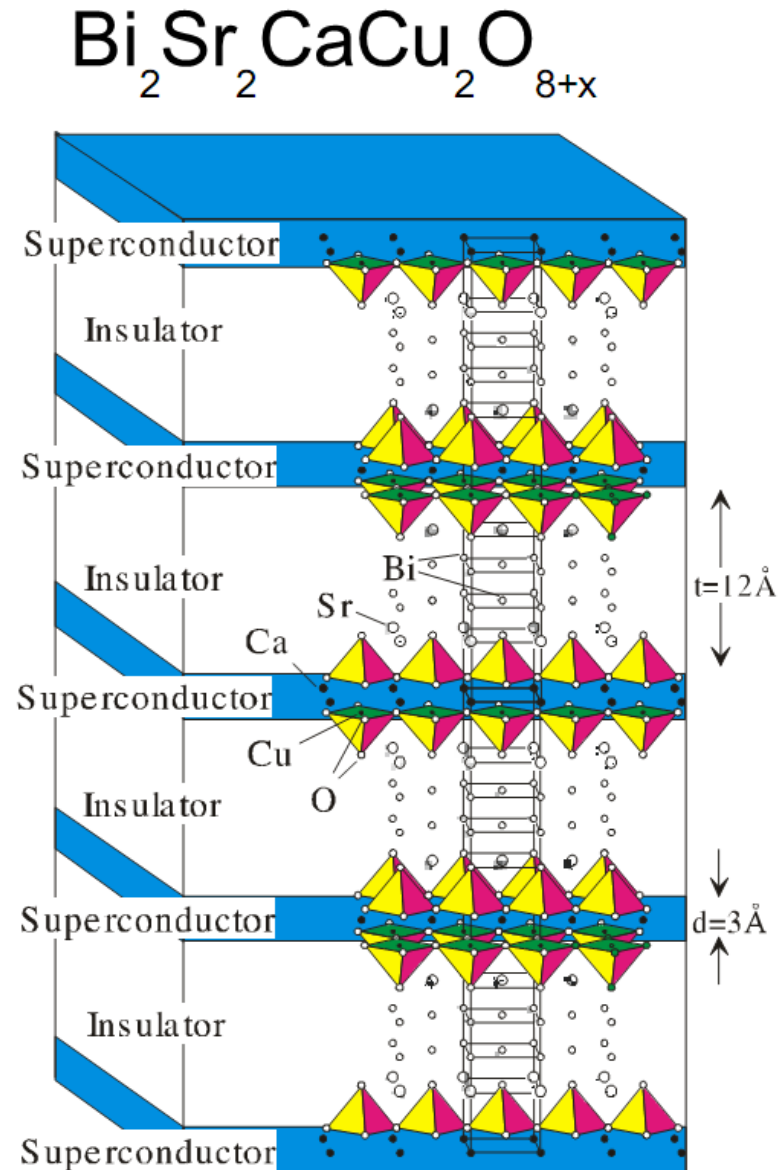 Bi2Sr2CaCu2O8+x
Superconductor
Insulator
Superconductor
Insulator
Bi
t=12Å
Sr
Ca
Superconductor
Cu
O
Insulator
Superconductor
d=3Å
Insulator
Superconductor